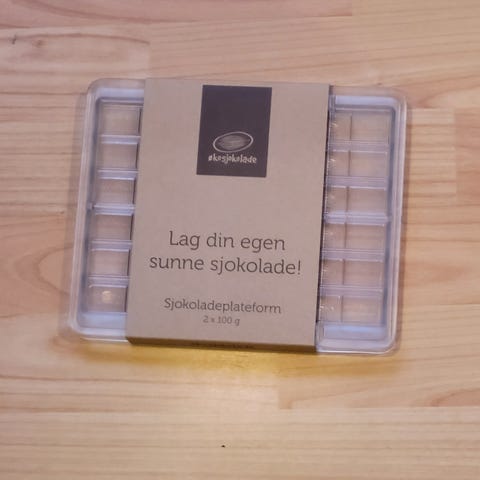 økosjokolade
Lag din egen
sunne sjokolade!
Sjokoladeplateform
2 x 100 g